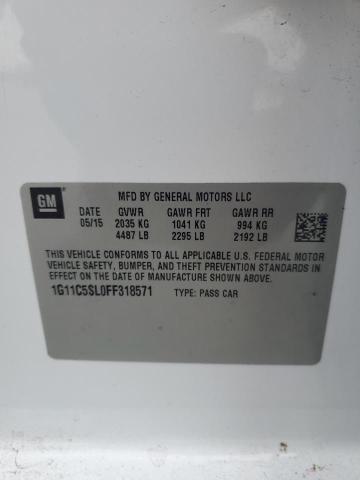 GM
MFD BY GENERAL MOTORS LLC
DATE GVWR GAWR FRT GAWR RR
05/15 2035 KG 1041 KG 994 KG
4487 LB 2295 LB 2192 LB
THIS VEHICLE CONFORMS TO ALL APPLICABLE U.S. FEDERAL MOTOR
VEHICLE SAFETY, BUMPER, AND THEFT PREVENTION STANDARDS
IN EFFECT ON THE DATE OF MANUFACTURE SHOWN ABOVE.
1G11C5SL0FF318571 TYPE: PASS CAR